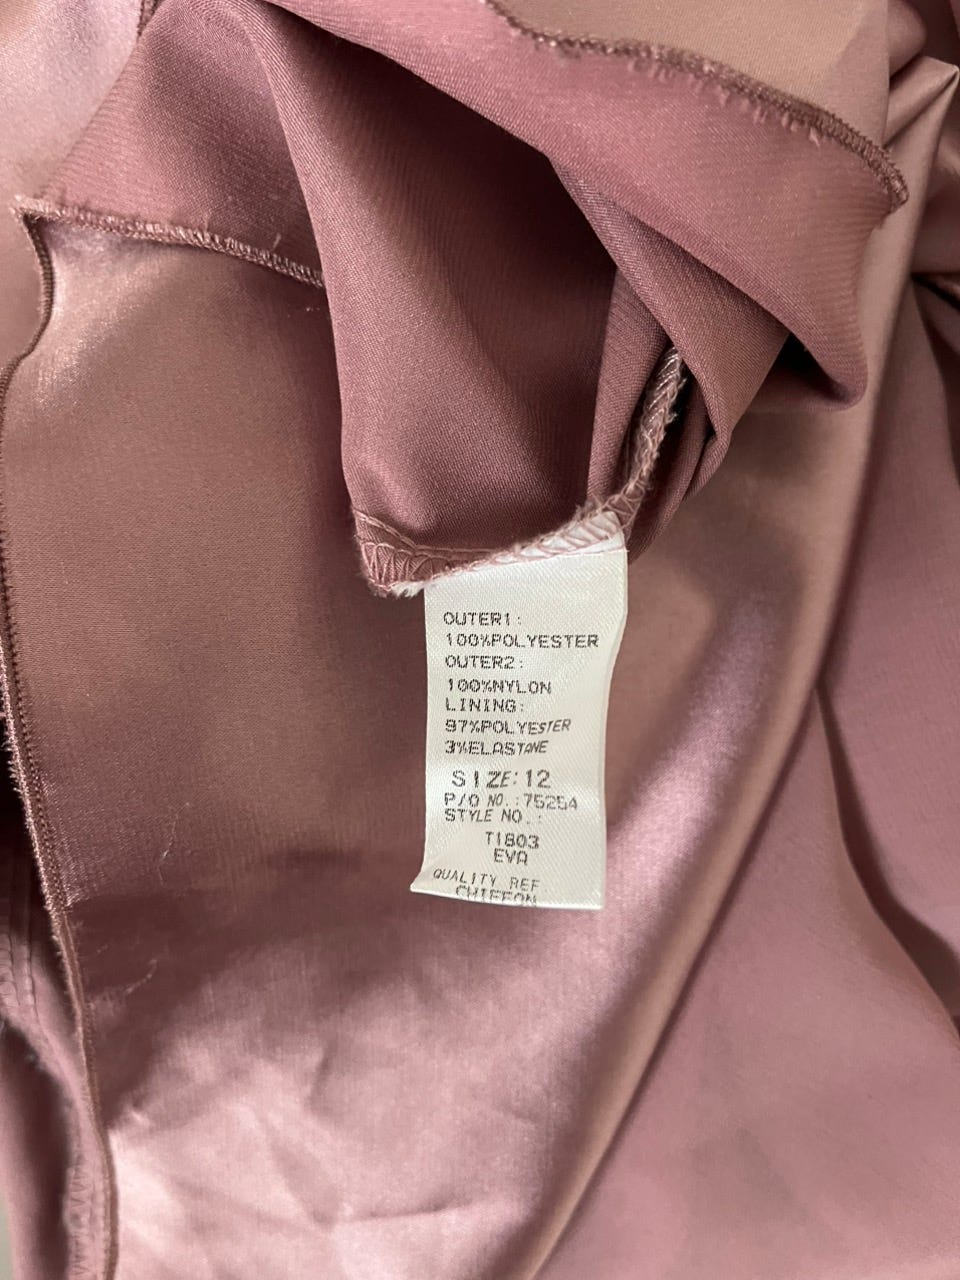 OUTER1:
100%POLYESTER
OUTER2:
100%NYLON
LINING:
97%POLYESTER
3%ELASTANE
SIZE:12
P/O NO.:75254
STYLE NO.:
T1803
EVA
QUALITY REF
CHIFFON